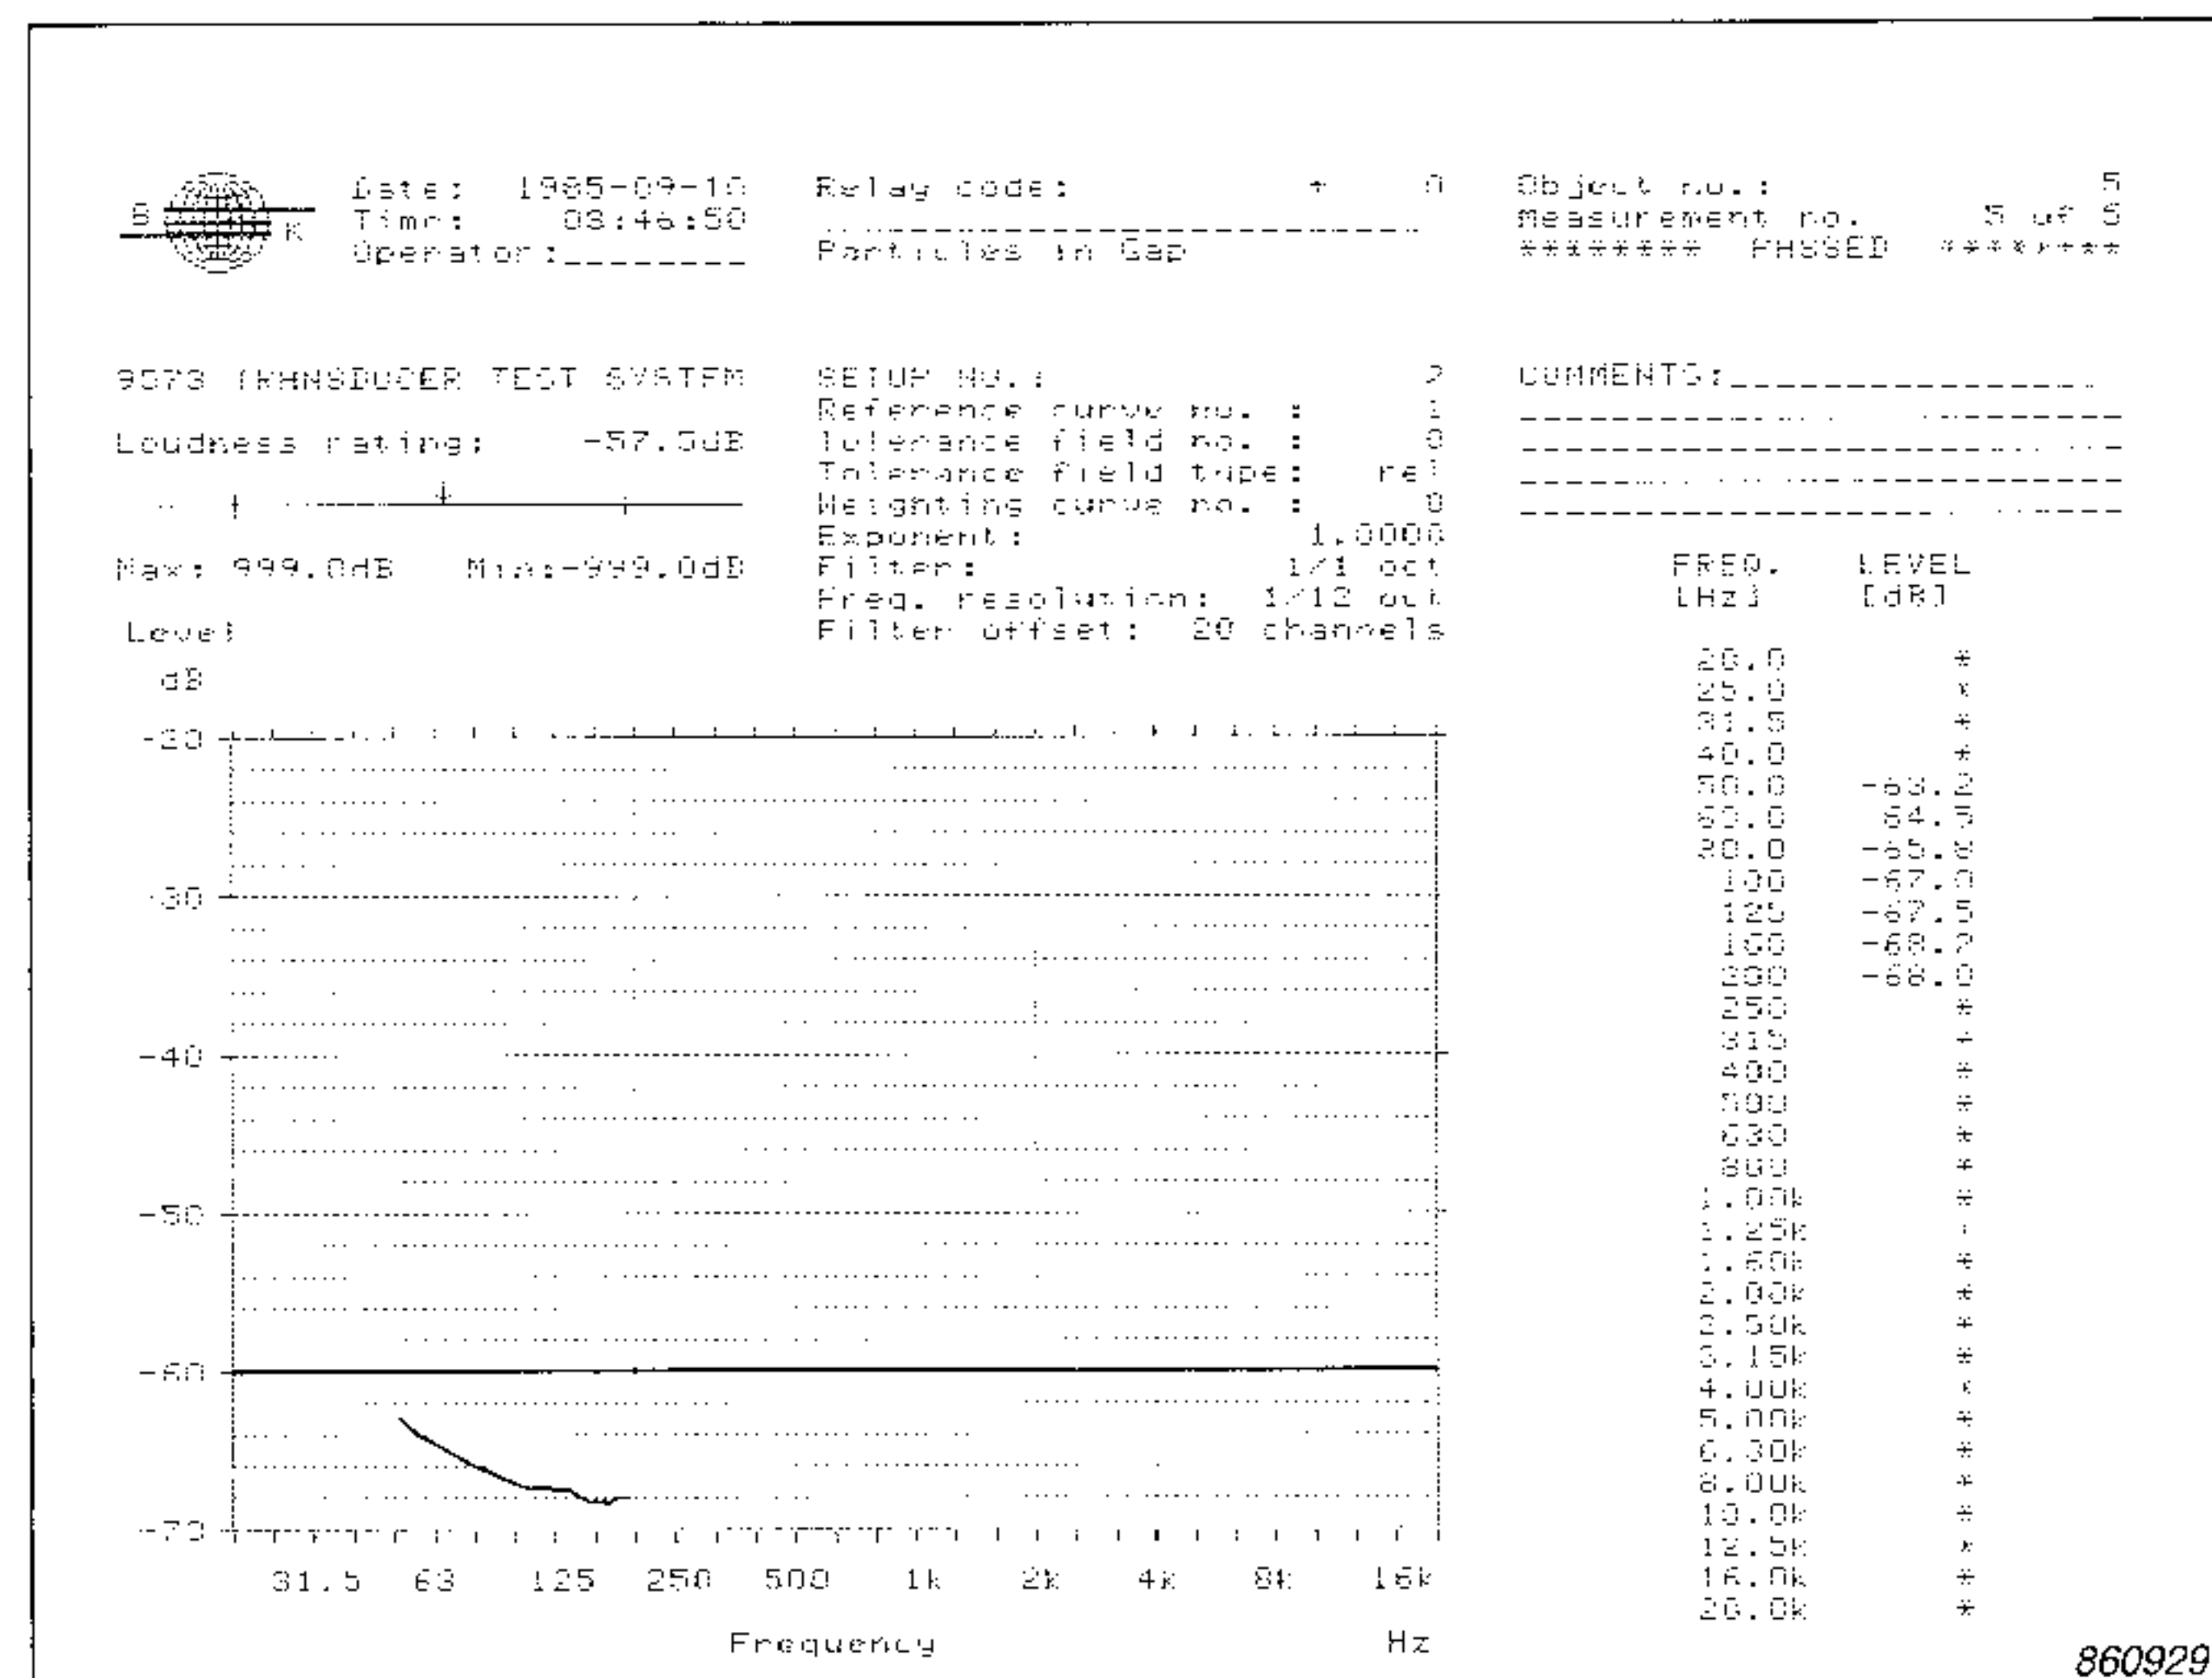 B K
Date: 1985-09-10
Time: 08:46:50
Operator:_________
Relay code: + 0
Particles in Gap
Object no.: 5
Measurement no. 5 of 5
******** PASSED ********
9573 TRANSDUCER TEST SYSTEM
Loudness rating: -57.5dB
Max: 999.0dB Min:-999.0dB
SETUP NO.: 2
Reference curve no. : 1
Tolerance field no. : 0
Tolerance field type: rel
Weighting curve no. : 0
Exponent: 1.0000
Filter: 1/1 oct
Freq. resolution: 1/12 oct
Filter offset: 20 channels
COMMENTS:
FREQ. LEVEL
[Hz] [dB]
20.0 *
25.0 *
31.5 *
40.0 *
50.0 -63.2
63.0 -64.5
80.0 -65.8
100 -67.0
125 -67.5
160 -68.2
200 -68.0
250 *
315 *
400 *
500 *
630 *
800 *
1.00k *
1.25k *
1.60k *
2.00k *
2.50k *
3.15k *
4.00k *
5.00k *
6.30k *
8.00k *
10.0k *
12.5k *
16.0k *
20.0k *
Level
dB
-20
-30
-40
-50
-60
-70
31.5 63 125 250 500 1k 2k 4k 8k 16k
Frequency Hz
860929